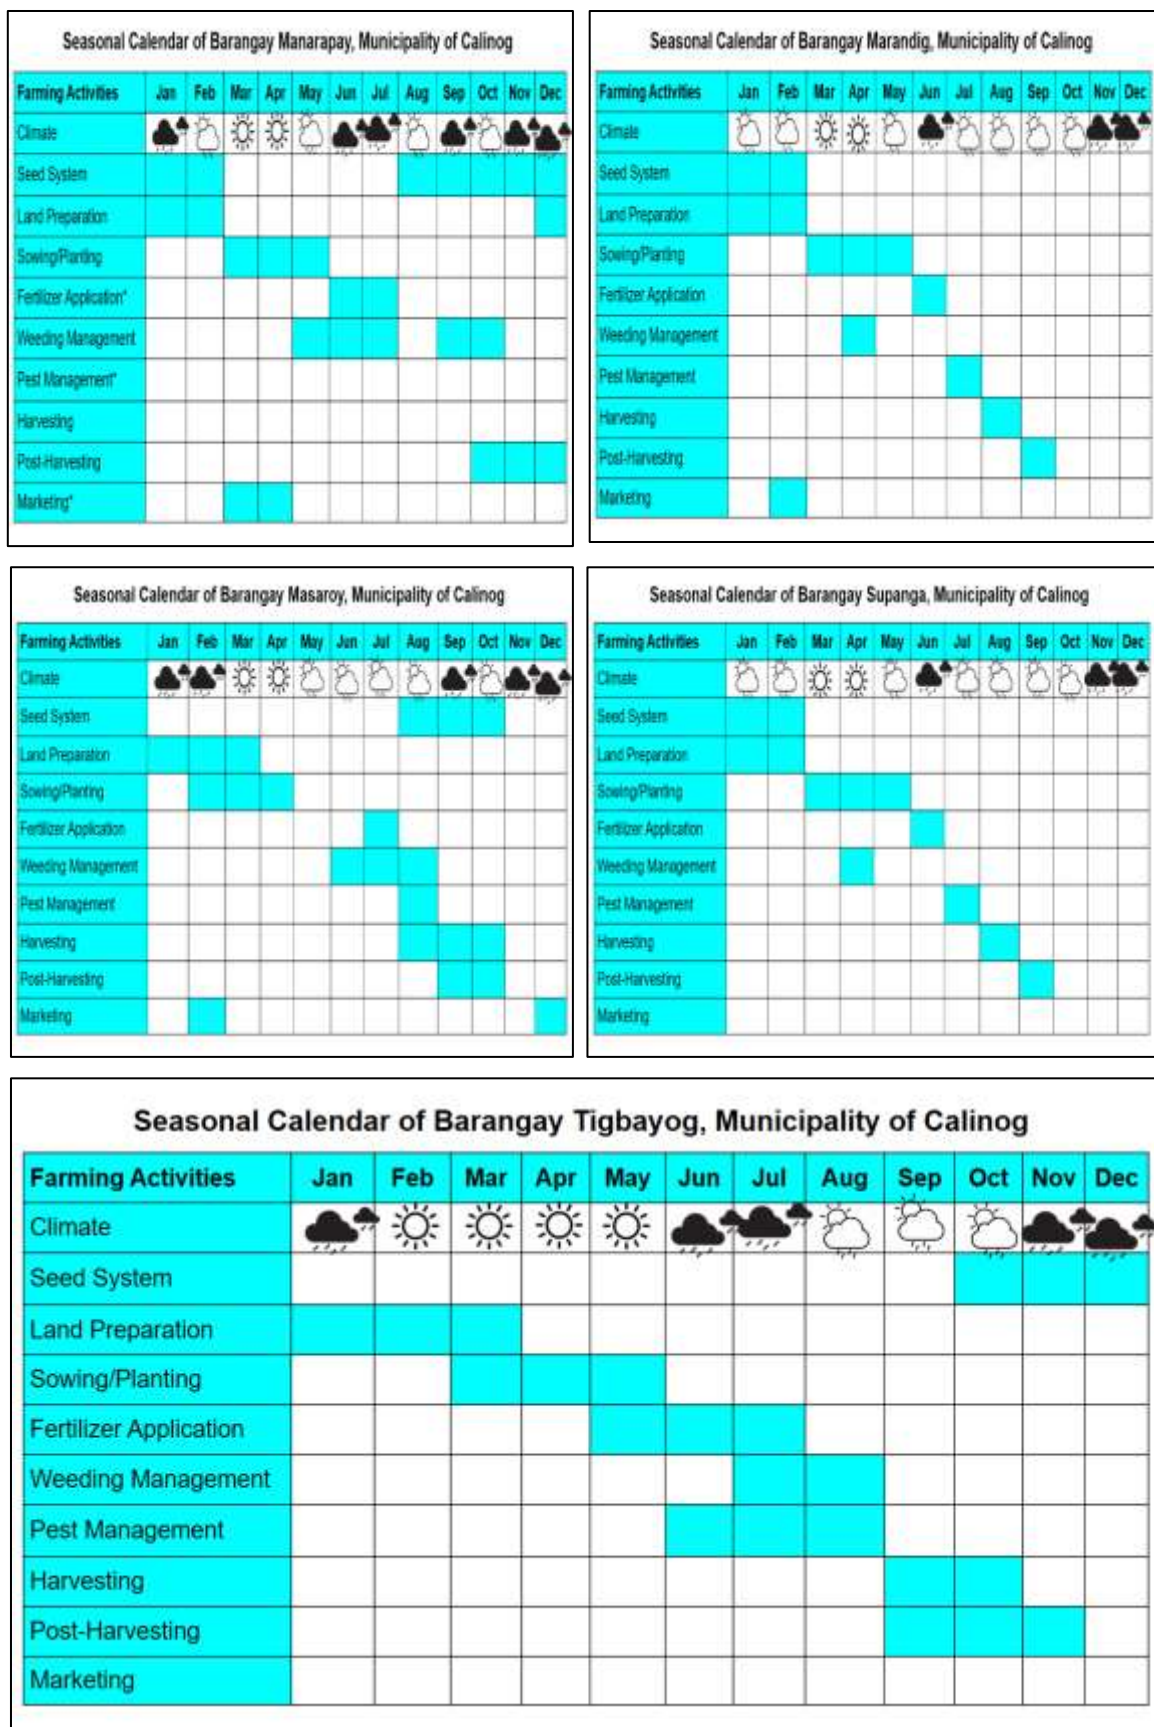 Seasonal Calendar of Barangay Manarapay, Municipality of Calinog
Farming Activities Jan Feb Mar Apr May Jun Jul Aug Sep Oct Nov Dec
Climate
Seed System
Land Preparation
Sowing/Planting
Fertilizer Application*
Weeding Management
Pest Management*
Harvesting
Post-Harvesting
Marketing*
Seasonal Calendar of Barangay Marandig, Municipality of Calinog
Farming Activities Jan Feb Mar Apr May Jun Jul Aug Sep Oct Nov Dec
Climate
Seed System
Land Preparation
Sowing/Planting
Fertilizer Application
Weeding Management
Pest Management
Harvesting
Post-Harvesting
Marketing
Seasonal Calendar of Barangay Masaroy, Municipality of Calinog
Farming Activities Jan Feb Mar Apr May Jun Jul Aug Sep Oct Nov Dec
Climate
Seed System
Land Preparation
Sowing/Planting
Fertilizer Application
Weeding Management
Pest Management
Harvesting
Post-Harvesting
Marketing
Seasonal Calendar of Barangay Supanga, Municipality of Calinog
Farming Activities Jan Feb Mar Apr May Jun Jul Aug Sep Oct Nov Dec
Climate
Seed System
Land Preparation
Sowing/Planting
Fertilizer Application
Weeding Management
Pest Management
Harvesting
Post-Harvesting
Marketing
Seasonal Calendar of Barangay Tigbayog, Municipality of Calinog
Farming Activities Jan Feb Mar Apr May Jun Jul Aug Sep Oct Nov Dec
Climate
Seed System
Land Preparation
Sowing/Planting
Fertilizer Application
Weeding Management
Pest Management
Harvesting
Post-Harvesting
Marketing